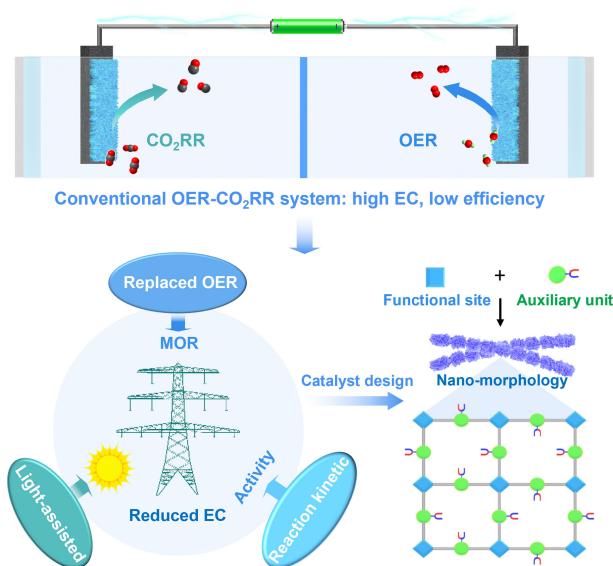 CO₂RR
OER
Conventional OER-CO₂RR system: high EC, low efficiency
Replaced OER
MOR
Light-assisted
Activity
Reaction kinetic
Reduced EC
Catalyst design
+
Functional site
Auxiliary unit
Nano-morphology